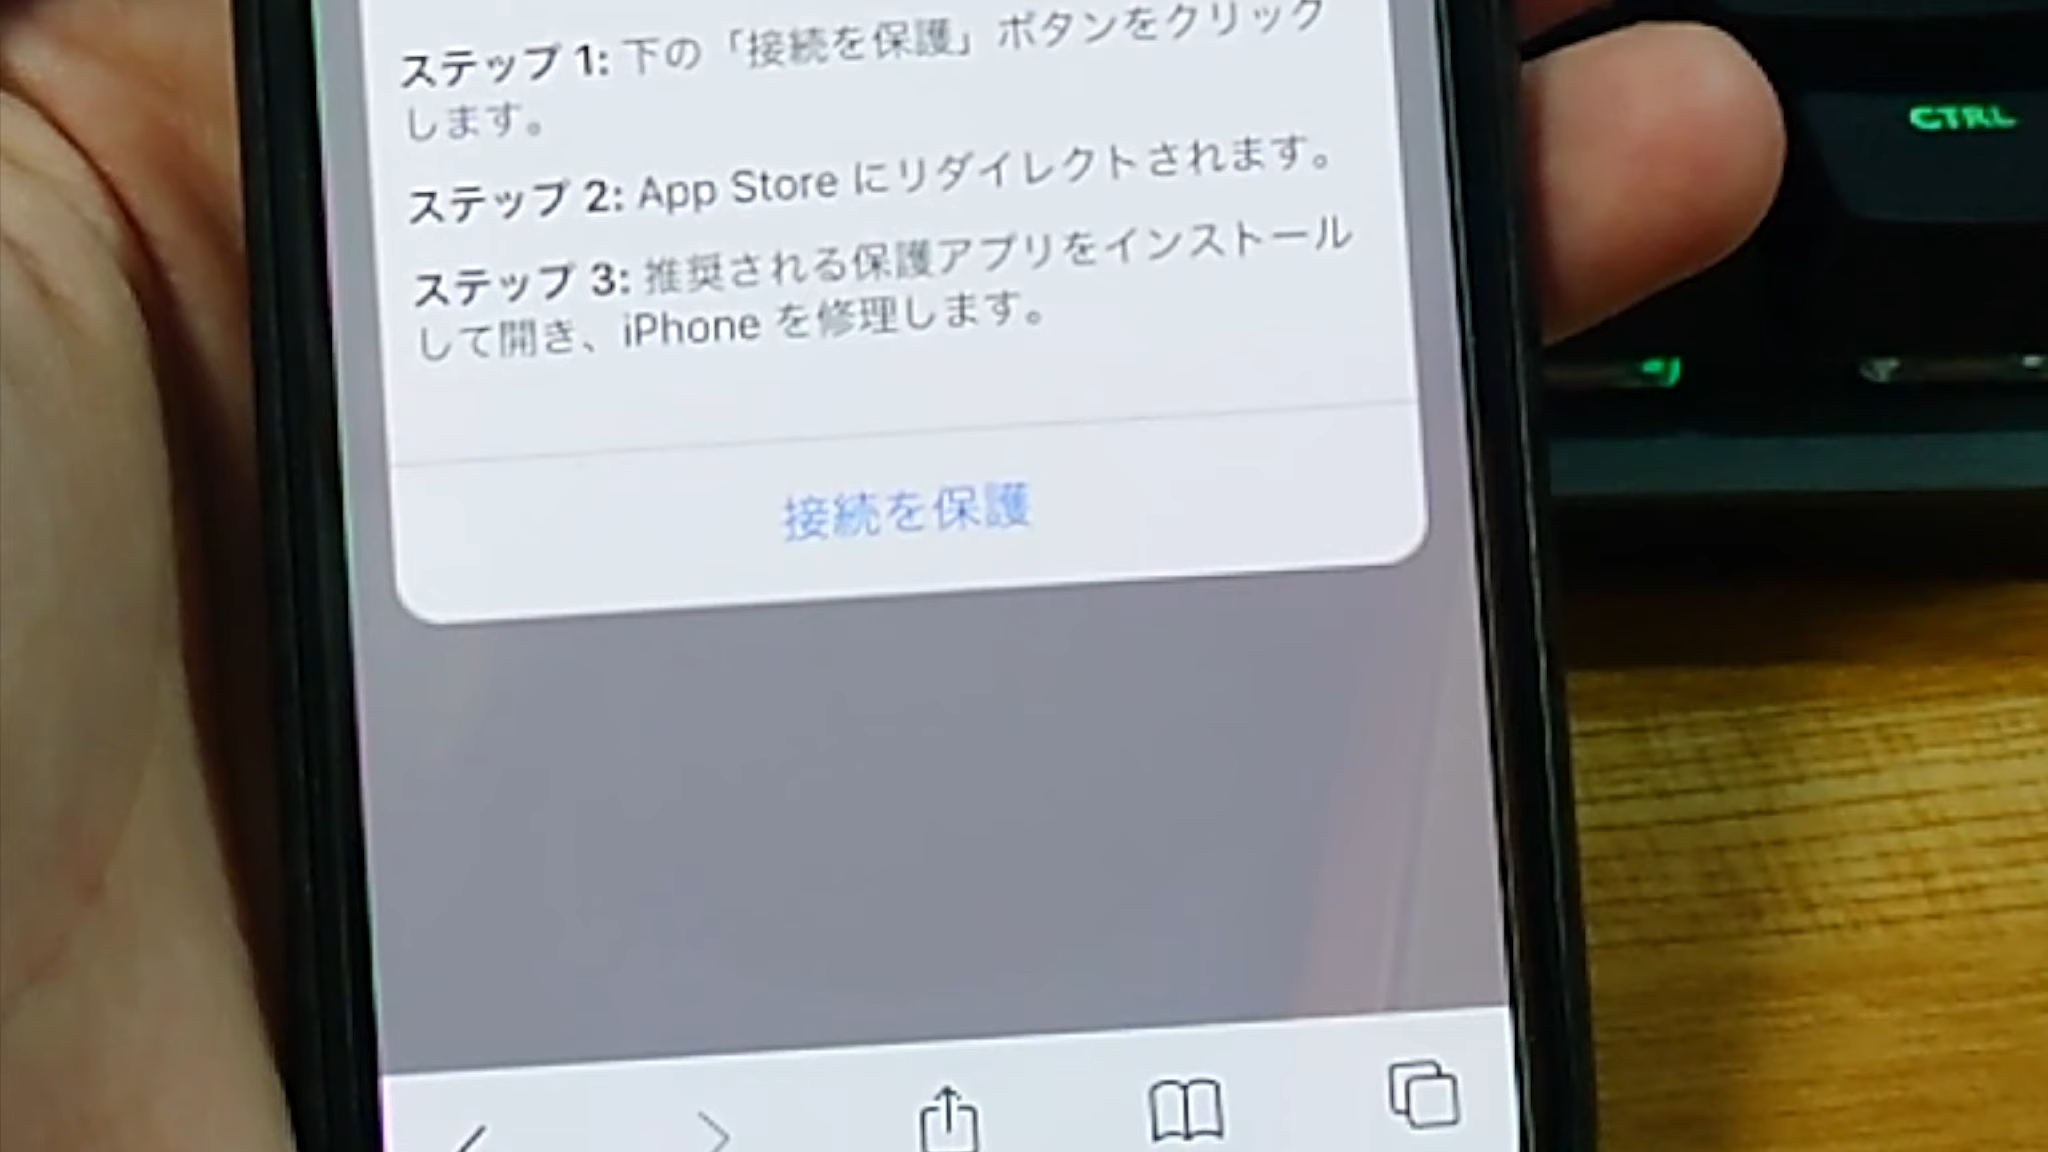 ステップ 1: 下の「接続を保護」ボタンをクリック
します。
ステップ 2: App Store にリダイレクトされます。
ステップ 3: 推奨される保護アプリをインストール
して開き、iPhone を修理します。
接続を保護
CTRL